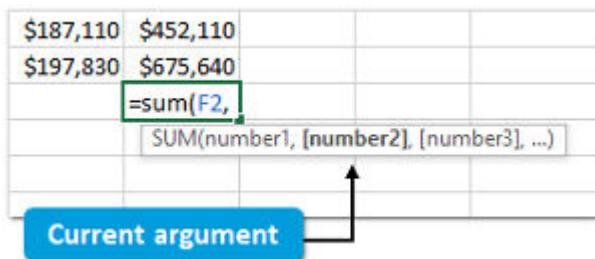 $187,110 $452,110
$197,830 $675,640
=sum(F2,
SUM(number1, [number2], [number3], ...)
Current argument